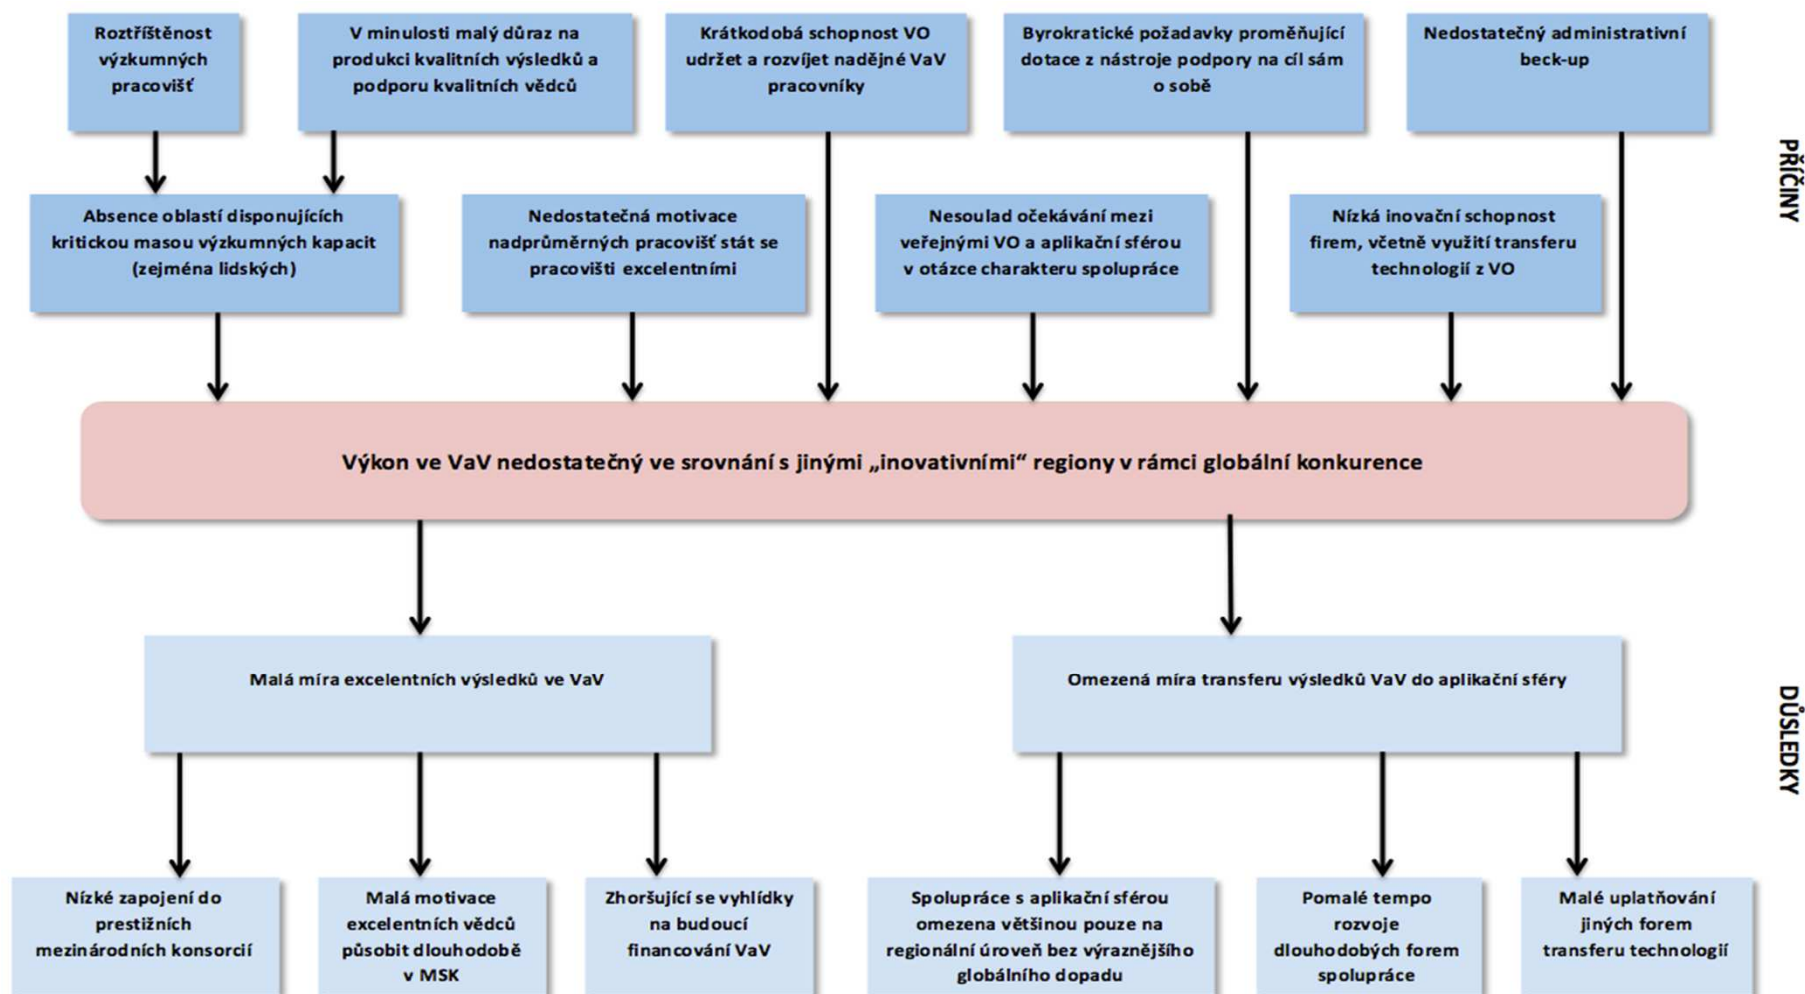 Roztříštěnost
výzkumných
pracovišť
V minulosti malý důraz na
produkci kvalitních výsledků a
podporu kvalitních vědců
Krátkodobá schopnost VO
udržet a rozvíjet nadějné VaV
pracovníky
Byrokratické požadavky proměňující
dotace z nástroje podpory na cíl sám
o sobě
Nedostatečný administrativní
beck-up
PŘÍČINY
Absence oblastí disponujících
kritickou masou výzkumných kapacit
(zejména lidských)
Nedostatečná motivace
nadprůměrných pracovišť stát se
pracovišti excelentními
Nesoulad očekávání mezi
veřejnými VO a aplikační sférou
v otázce charakteru spolupráce
Nízká inovační schopnost
firem, včetně využití transferu
technologií z VO
Výkon ve VaV nedostatečný ve srovnání s jinými „inovativními“ regiony v rámci globální konkurence
Malá míra excelentních výsledků ve VaV
Omezená míra transferu výsledků VaV do aplikační sféry
DŮSLEDKY
Nízké zapojení do
prestižních
mezinárodních konsorcií
Malá motivace
excelentních vědců
působit dlouhodobě
v MSK
Zhoršující se vyhlídky
na budoucí
financování VaV
Spolupráce s aplikační sférou
omezena většinou pouze na
regionální úroveň bez výraznějšího
globálního dopadu
Pomalé tempo
rozvoje
dlouhodobých forem
spolupráce
Malé uplatňování
jiných forem
transferu technologií